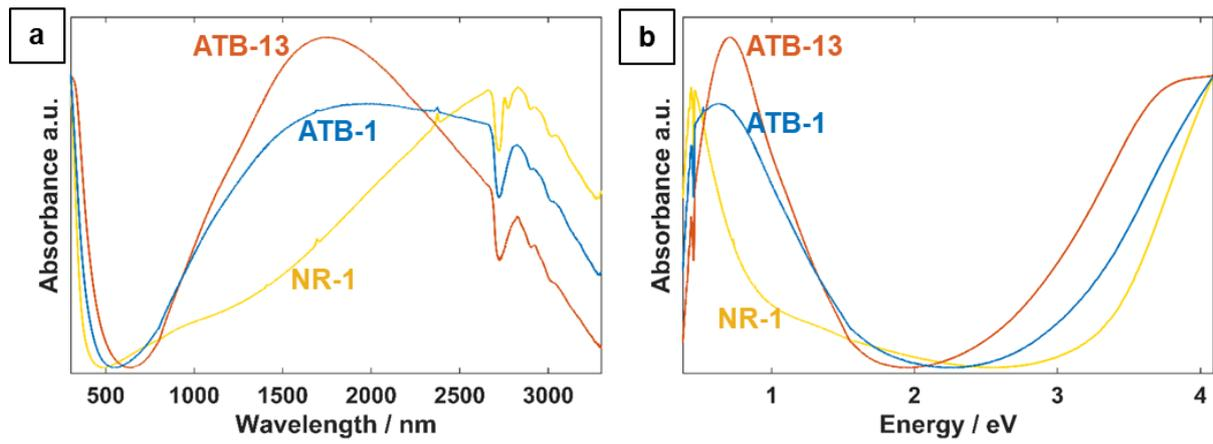 a
ATB-13
ATB-1
NR-1
Absorbance a.u.
500 1000 1500 2000 2500 3000
Wavelength / nm
b
ATB-13
ATB-1
NR-1
Absorbance a.u.
1 2 3 4
Energy / eV